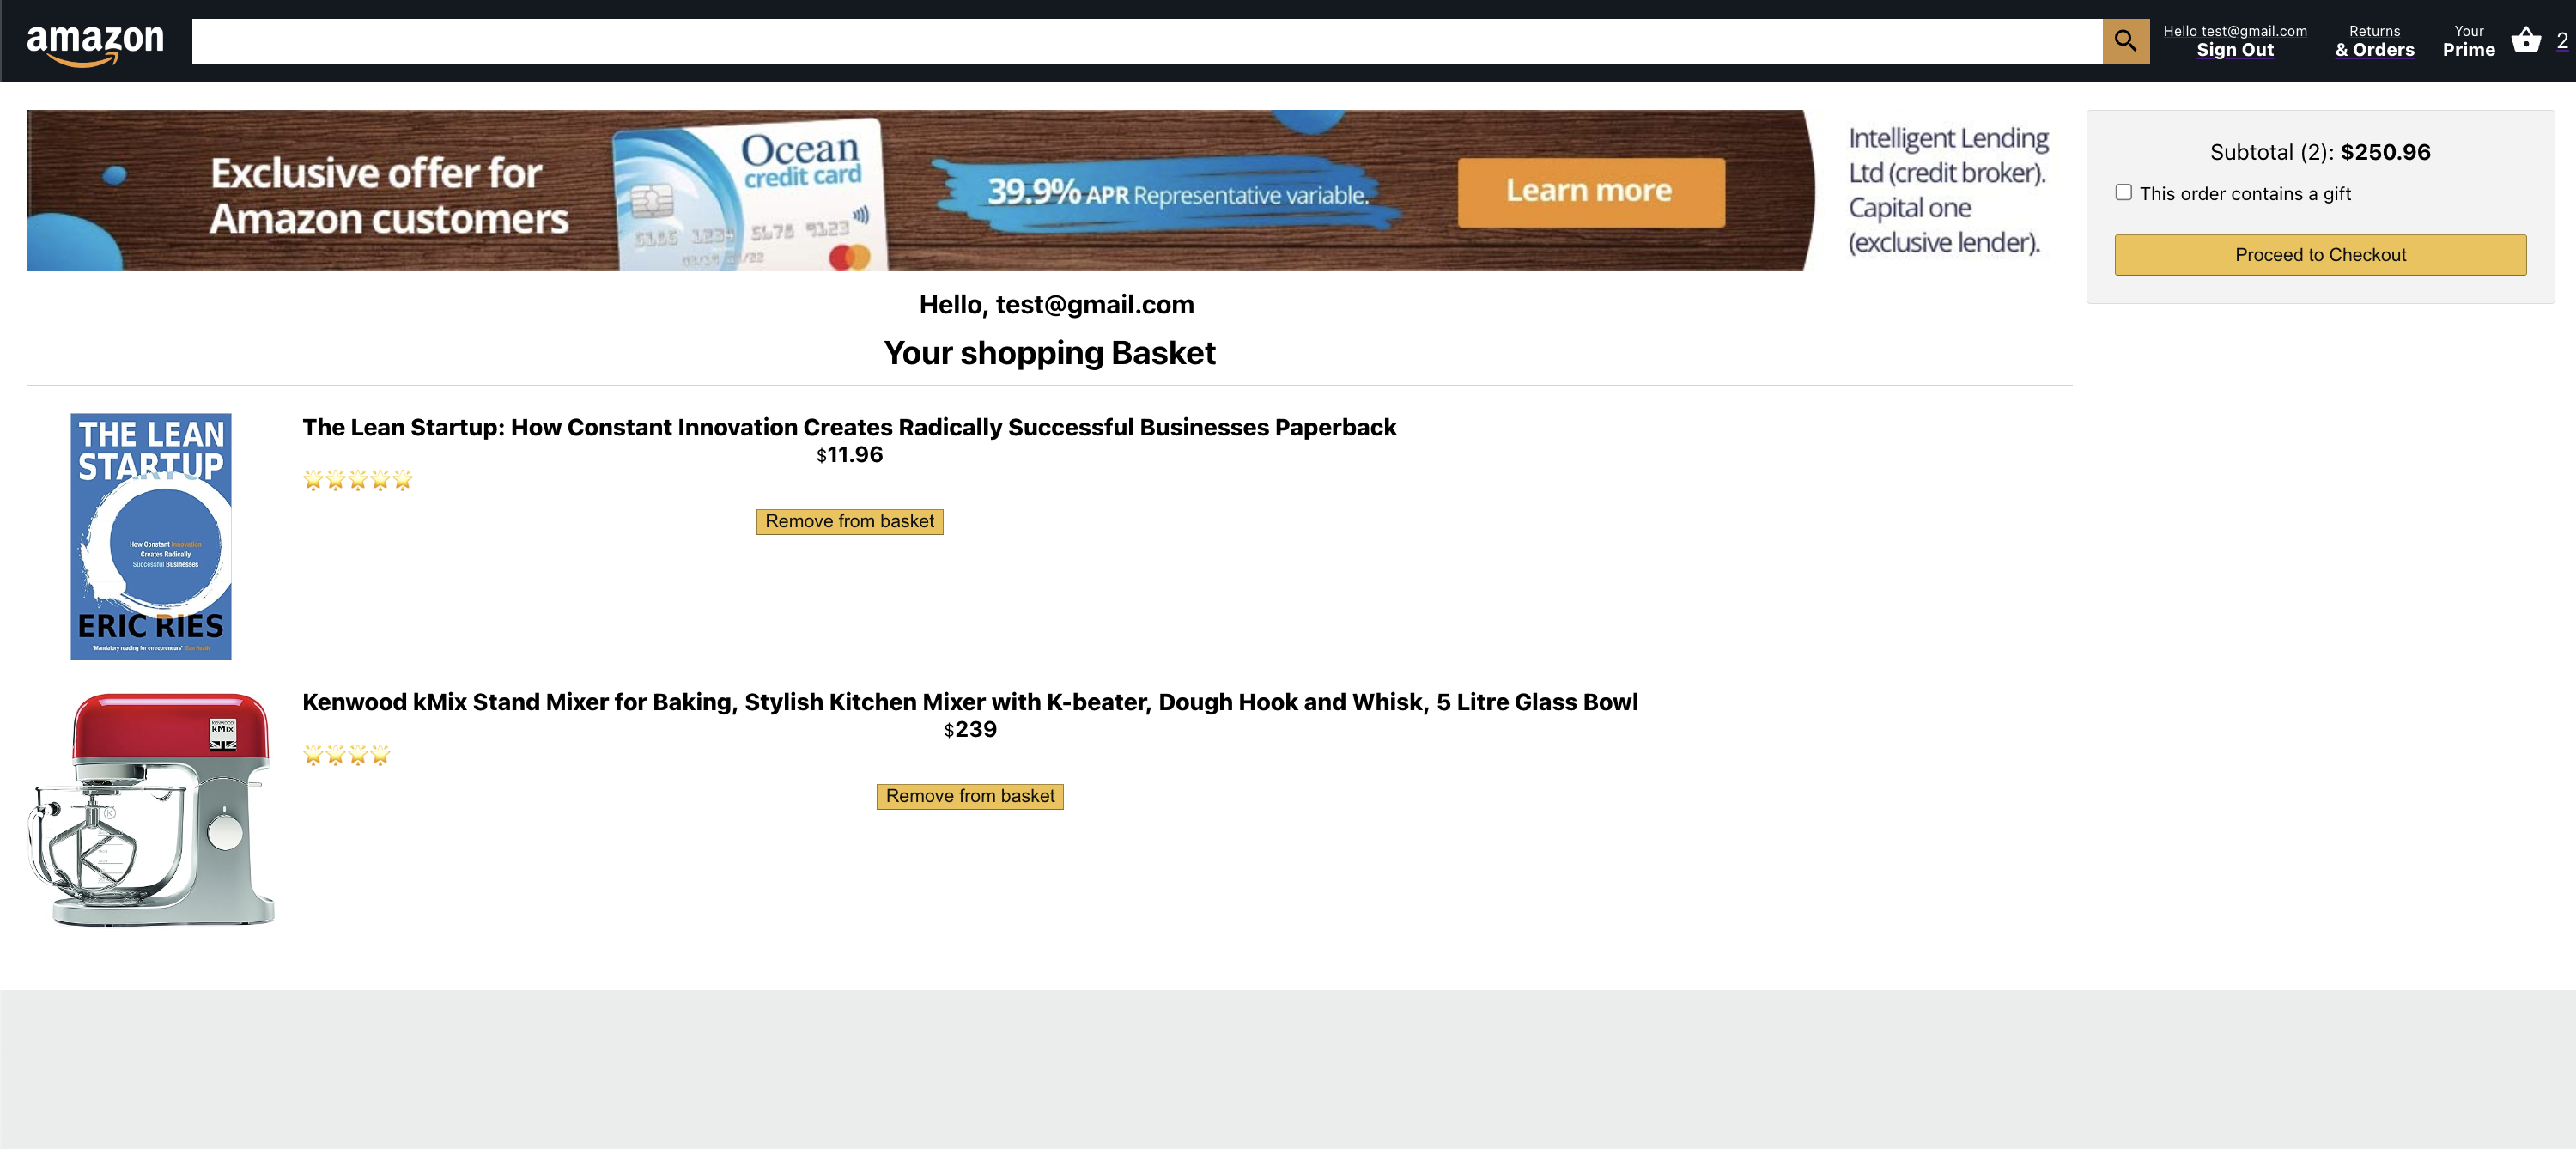 amazon
Hello test@gmail.com
Sign Out
Returns
& Orders
Your
Prime
2
Exclusive offer for
Amazon customers
Ocean
credit card
39.9% APR Representative variable.
Learn more
Intelligent Lending
Ltd (credit broker).
Capital one
(exclusive lender).
Subtotal (2): $250.96
This order contains a gift
Proceed to Checkout
Hello, test@gmail.com
Your shopping Basket
THE LEAN
STARTUP
How Constant Innovation
Creates Radically
Successful Businesses
ERIC RIES
'Mandatory reading for entrepreneurs'
The Lean Startup: How Constant Innovation Creates Radically Successful Businesses Paperback
$11.96
Remove from basket
KENWOOD
kMix
Kenwood kMix Stand Mixer for Baking, Stylish Kitchen Mixer with K-beater, Dough Hook and Whisk, 5 Litre Glass Bowl
$239
Remove from basket